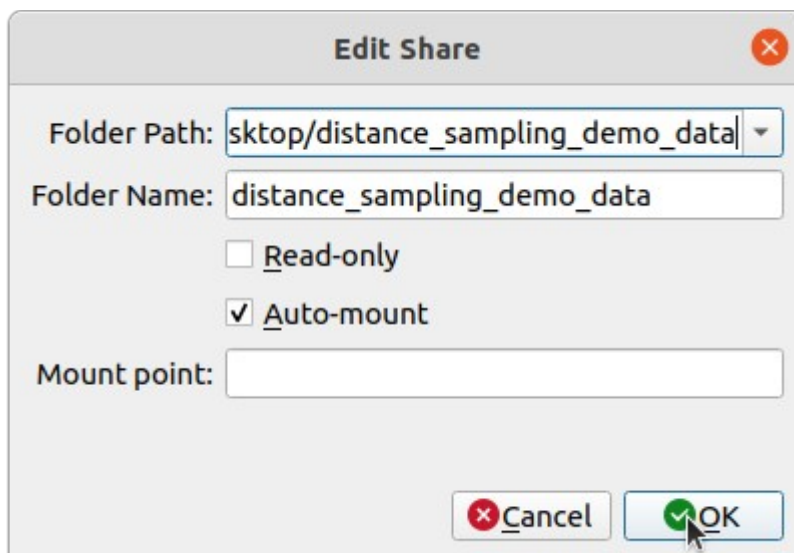 Edit Share
Folder Path: sktop/distance_sampling_demo_data
Folder Name: distance_sampling_demo_data
Read-only
Auto-mount
Mount point:
Cancel OK